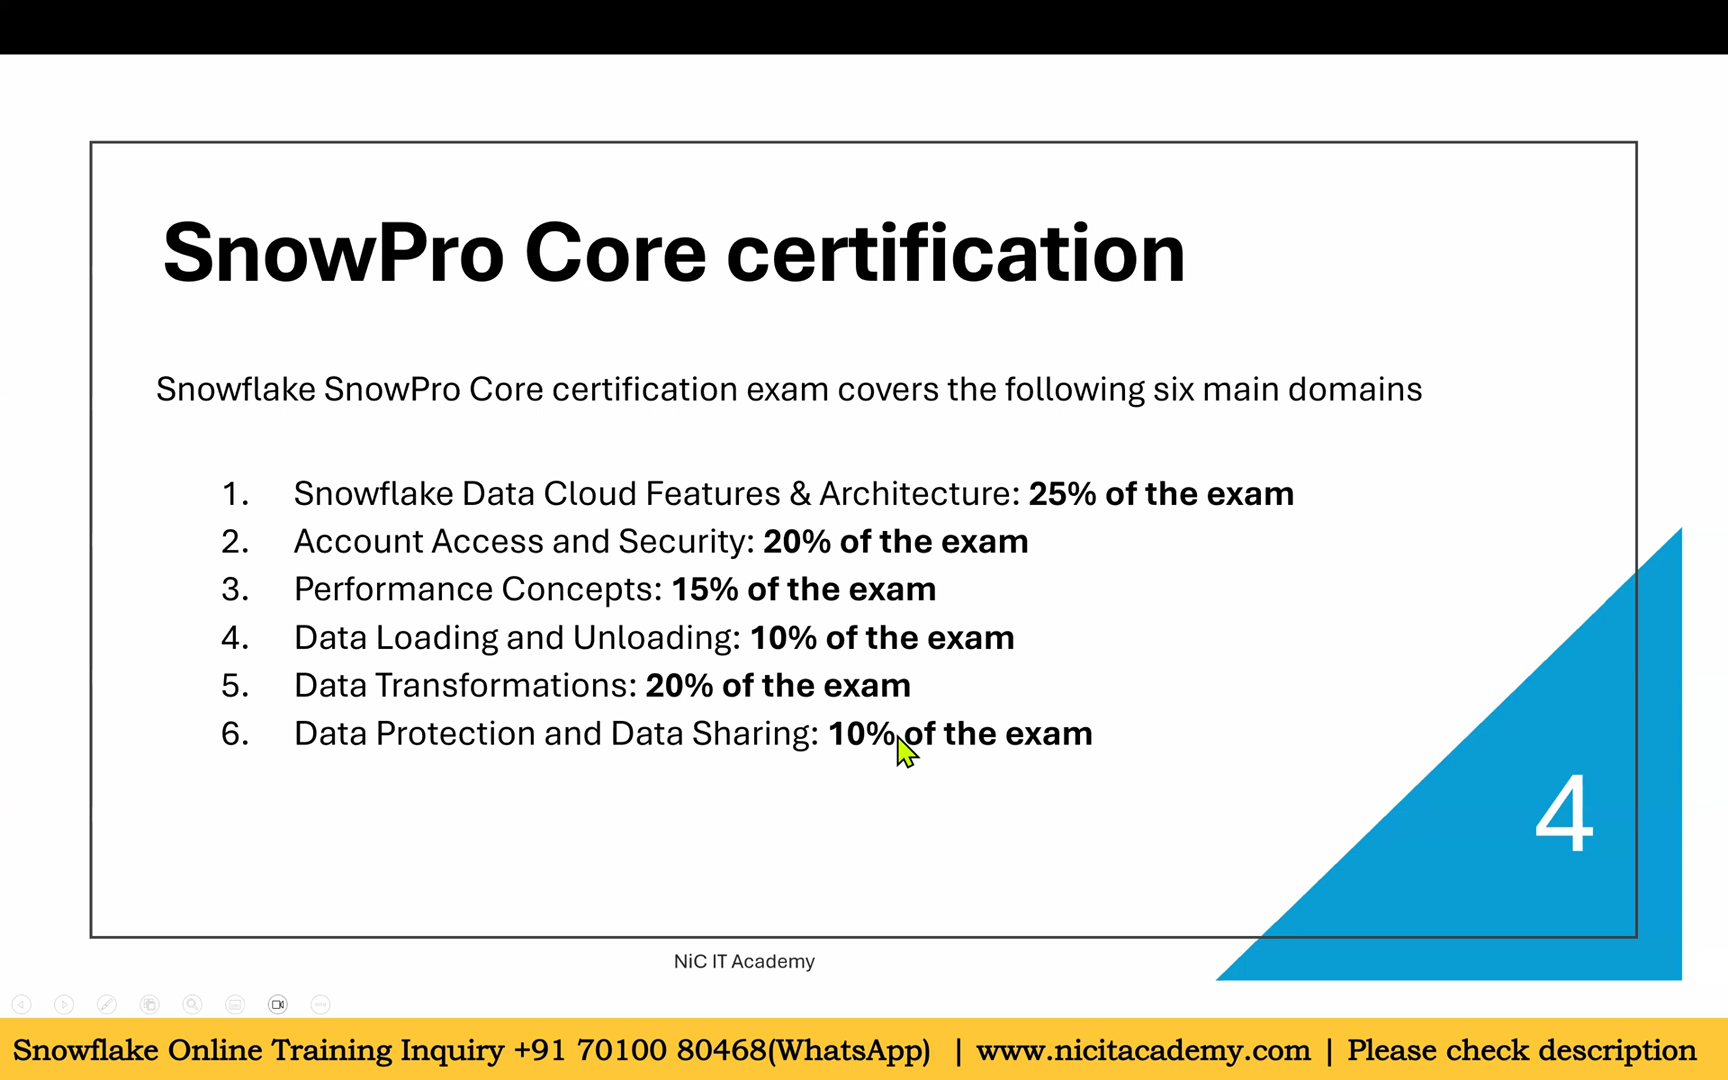 SnowPro Core certification
Snowflake SnowPro Core certification exam covers the following six main domains
1. Snowflake Data Cloud Features & Architecture: 25% of the exam
2. Account Access and Security: 20% of the exam
3. Performance Concepts: 15% of the exam
4. Data Loading and Unloading: 10% of the exam
5. Data Transformations: 20% of the exam
6. Data Protection and Data Sharing: 10% of the exam
4
NiC IT Academy
Snowflake Online Training Inquiry +91 70100 80468(WhatsApp) | www.nicitacademy.com | Please check description